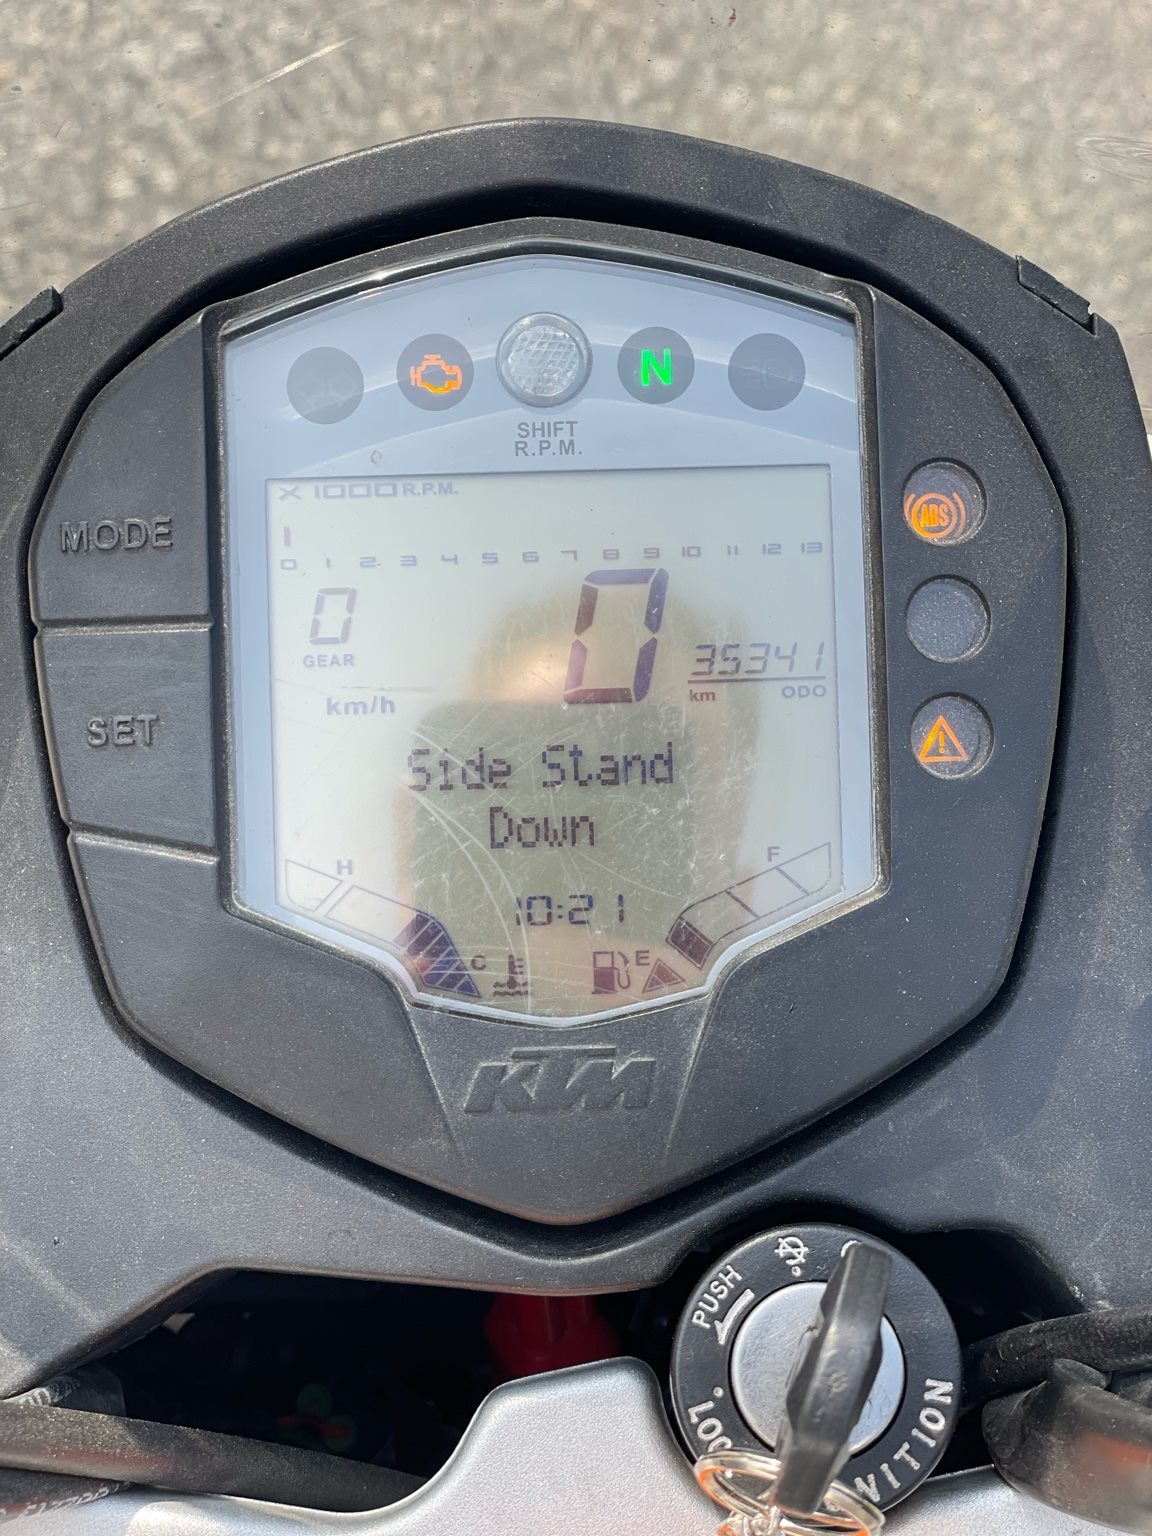 N
SHIFT
R.P.M.
X 1000 R.P.M.
0 1 2 3 4 5 6 7 8 9 10 11 12 13
ABS
MODE
0
GEAR
0
35341
km ODO
km/h
SET
Side Stand
Down
H F
10:21
C E
KTM
PUSH
IGNITION